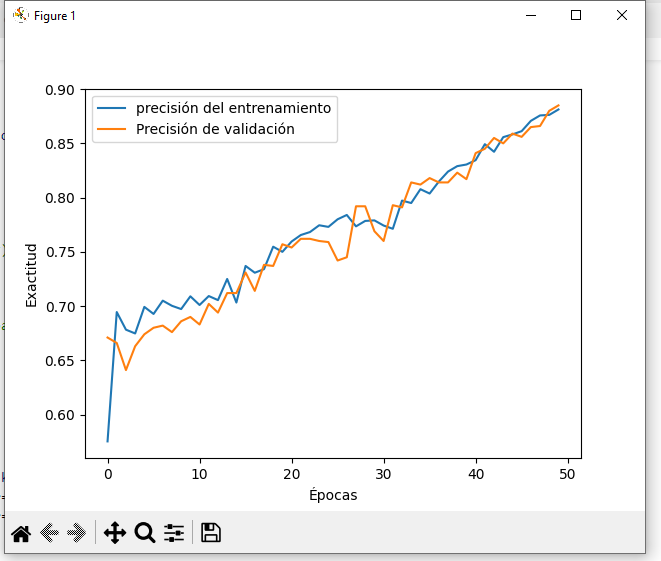 Figure 1
precisión del entrenamiento
Precisión de validación
0.90
0.85
0.80
0.75
0.70
0.65
0.60
Exactitud
0 10 20 30 40 50
Épocas